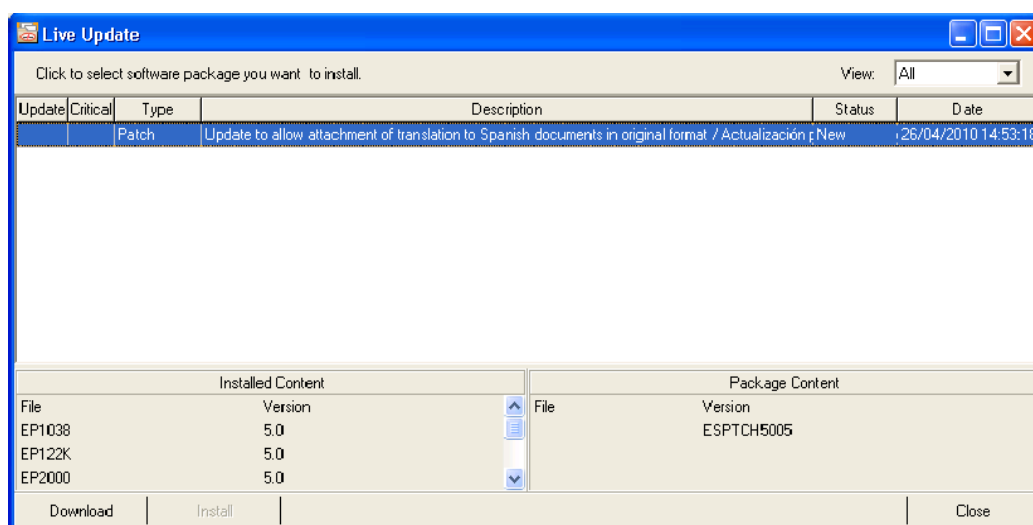 Live Update
Click to select software package you want to install. View: All
Update Critical Type Description Status Date
Patch Update to allow attachment of translation to Spanish documents in original format / Actualización p New 26/04/2010 14:53:18
Installed Content Package Content
File Version File Version
EP1038 5.0 ESPTCH5005
EP122K 5.0
EP2000 5.0
Download Install Close